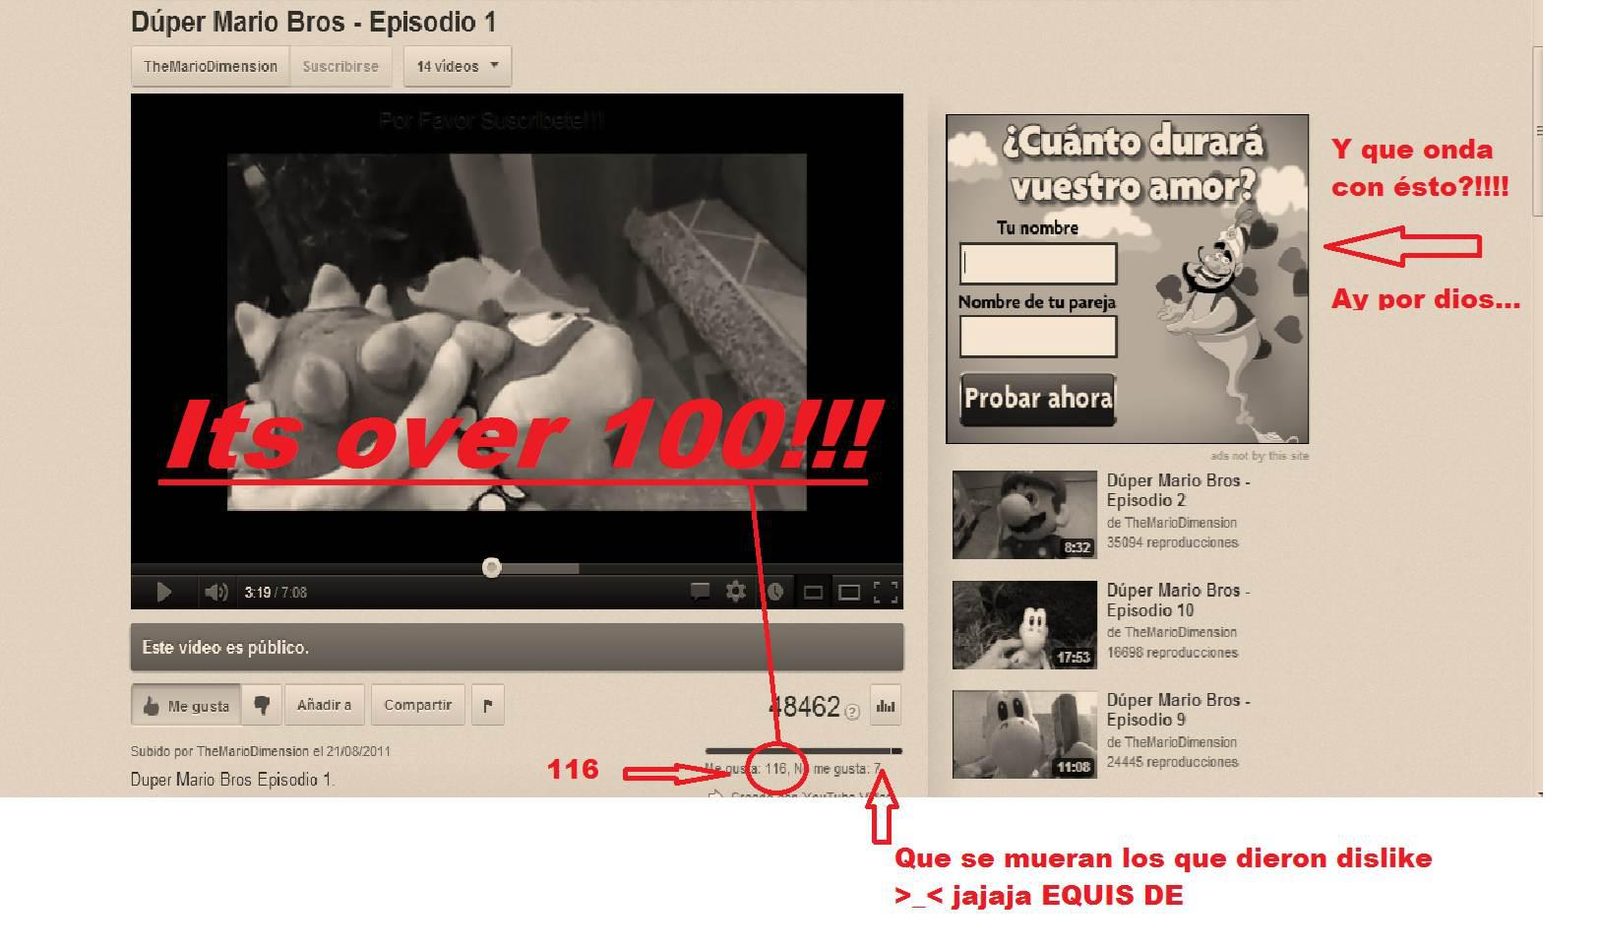 Dúper Mario Bros - Episodio 1
TheMarioDimension Suscribirse 14 vídeos
Por Favor Suscribete!!!
Its over 100!!!
3:19 / 7:08
Este vídeo es público.
Me gusta Añadir a Compartir 48462
Subido por TheMarioDimension el 21/08/2011
Duper Mario Bros Episodio 1.
116
Me gusta: 116, No me gusta: 7
¿Cuánto durará
vuestro amor?
Tu nombre
Nombre de tu pareja
Probar ahora
ads not by this site
Y que onda
con ésto?!!!!
Ay por dios...
Dúper Mario Bros -
Episodio 2
de TheMarioDimension
35094 reproducciones
8:32
Dúper Mario Bros -
Episodio 10
de TheMarioDimension
16698 reproducciones
17:53
Dúper Mario Bros -
Episodio 9
de TheMarioDimension
24445 reproducciones
11:08
Que se mueran los que dieron dislike
>_< jajaja EQUIS DE